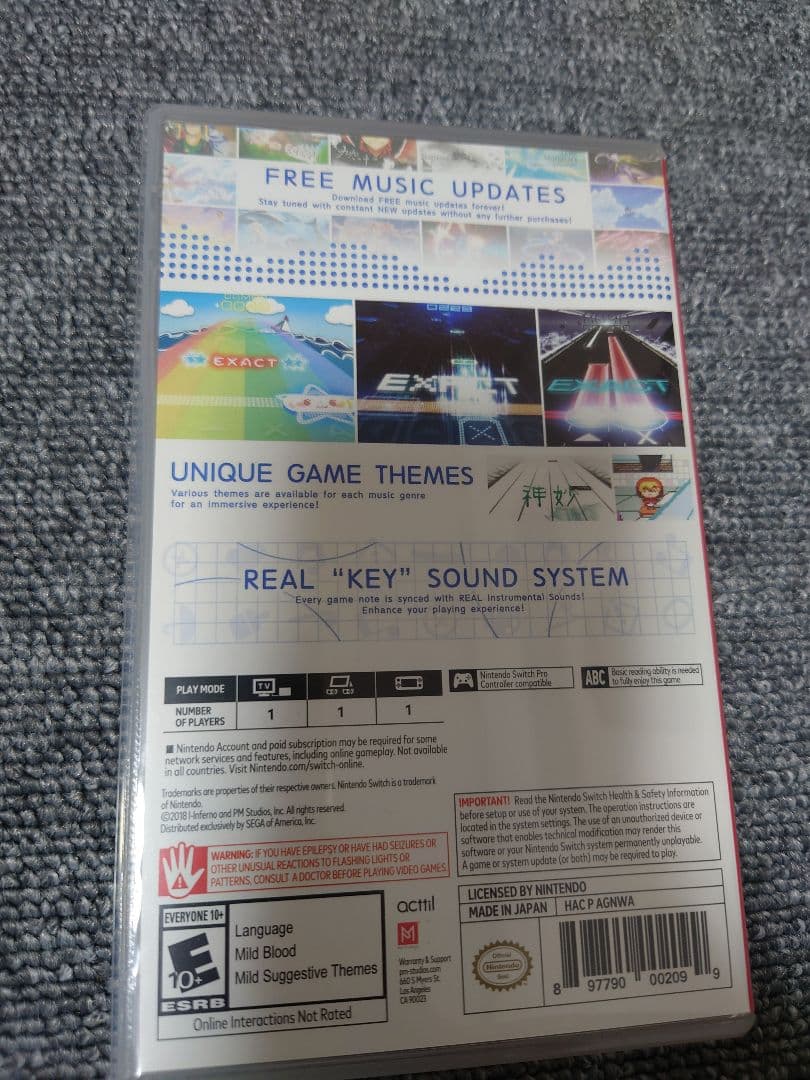 FREE MUSIC UPDATES
Download FREE music updates forever!
Stay tuned with constant NEW updates without any further purchases!
EXACT
0222
EXACT
EXACT
X
UNIQUE GAME THEMES
Various themes are available for each music genre
for an immersive experience!
神妙
REAL “KEY” SOUND SYSTEM
Every game note is synced with REAL Instrumental Sounds!
Enhance your playing experience!
PLAY MODE
TV
NUMBER
OF PLAYERS
1
1
1
Nintendo Switch Pro
Controller compatible
ABC
Basic reading ability is needed
to fully enjoy this game
■ Nintendo Account and paid subscription may be required for some
network services and features, including online gameplay. Not available
in all countries. Visit Nintendo.com/switch-online.
Trademarks are properties of their respective owners. Nintendo Switch is a trademark
of Nintendo.
©2018 I-Inferno and PM Studios, Inc. All rights reserved.
Distributed exclusively by SEGA of America, Inc.
WARNING: IF YOU HAVE EPILEPSY OR HAVE HAD SEIZURES OR
OTHER UNUSUAL REACTIONS TO FLASHING LIGHTS OR
PATTERNS, CONSULT A DOCTOR BEFORE PLAYING VIDEO GAMES.
IMPORTANT! Read the Nintendo Switch Health & Safety Information
before setup or use of your system. The operation instructions are
located in the system settings. The use of an unauthorized device or
software that enables technical modification may render this
software or your Nintendo Switch system permanently unplayable.
A game or system update (or both) may be required to play.
EVERYONE 10+
E
10+
ESRB
Language
Mild Blood
Mild Suggestive Themes
Online Interactions Not Rated
acttil
M
Warranty & Support
pm-studios.com
660 S Myers St.
Los Angeles
CA 90023
LICENSED BY NINTENDO
MADE IN JAPAN
HAC P AGNWA
Official
Nintendo
Seal
8 97790 00209 9